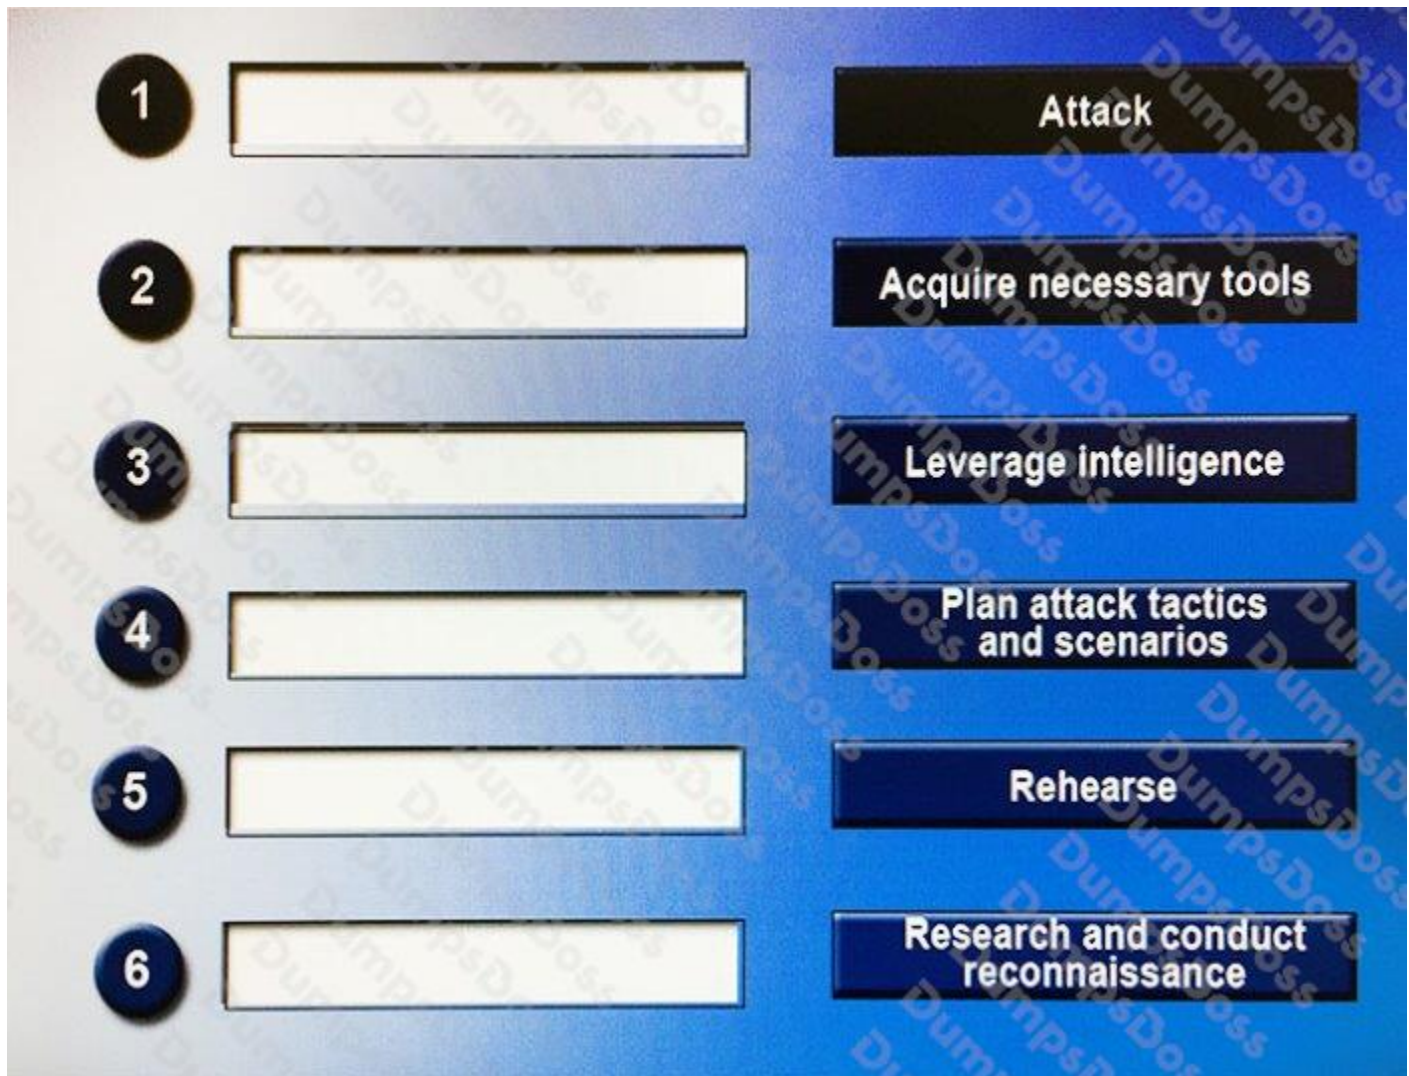 1
Attack
2
Acquire necessary tools
3
Leverage intelligence
4
Plan attack tactics
and scenarios
5
Rehearse
6
Research and conduct
reconnaissance
DumpsDoss